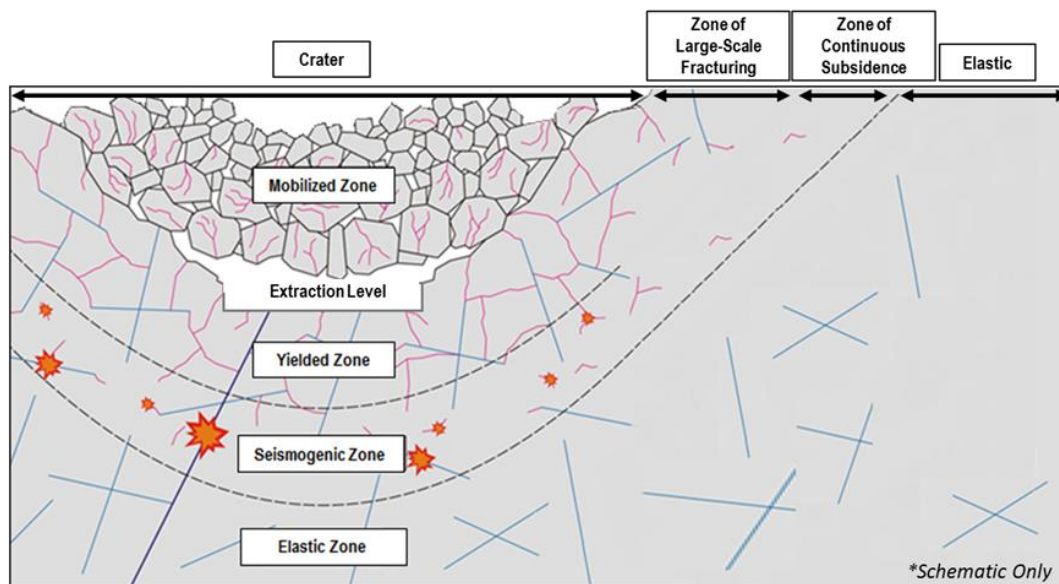 Crater
Zone of
Large-Scale
Fracturing
Zone of
Continuous
Subsidence
Elastic
Mobilized Zone
Extraction Level
Yielded Zone
Seismogenic Zone
Elastic Zone
*Schematic Only